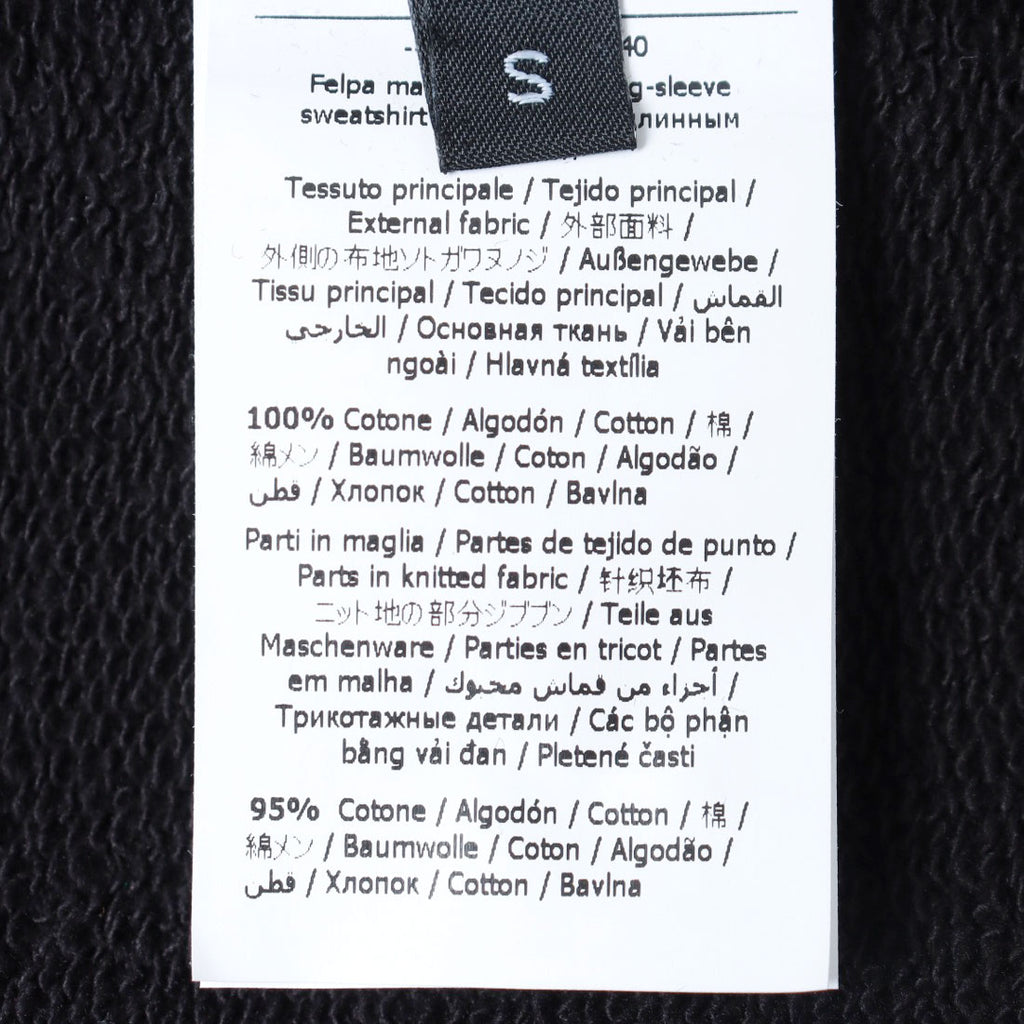 S
- 40
Felpa ma g-sleeve
sweatshirt линным
Tessuto principale / Tejido principal /
External fabric / 外部面料 /
外側の布地ソトガワヌノジ / Außengewebe /
Tissu principal / Tecido principal / القماش
الخارجي / Основная ткань / Vải bên
ngoài / Hlavná textília
100% Cotone / Algodón / Cotton / 棉 /
綿メン / Baumwolle / Coton / Algodão /
قطن / Хлопок / Cotton / Bavlna
Parti in maglia / Partes de tejido de punto /
Parts in knitted fabric / 针织坯布 /
ニット地の部分ジブブン / Teile aus
Maschenware / Parties en tricot / Partes
em malha / أجزاء من قماش محبوك /
Трикотажные детали / Các bộ phận
bằng vải đan / Pletené časti
95% Cotone / Algodón / Cotton / 棉 /
綿メン / Baumwolle / Coton / Algodão /
قطن / Хлопок / Cotton / Bavlna